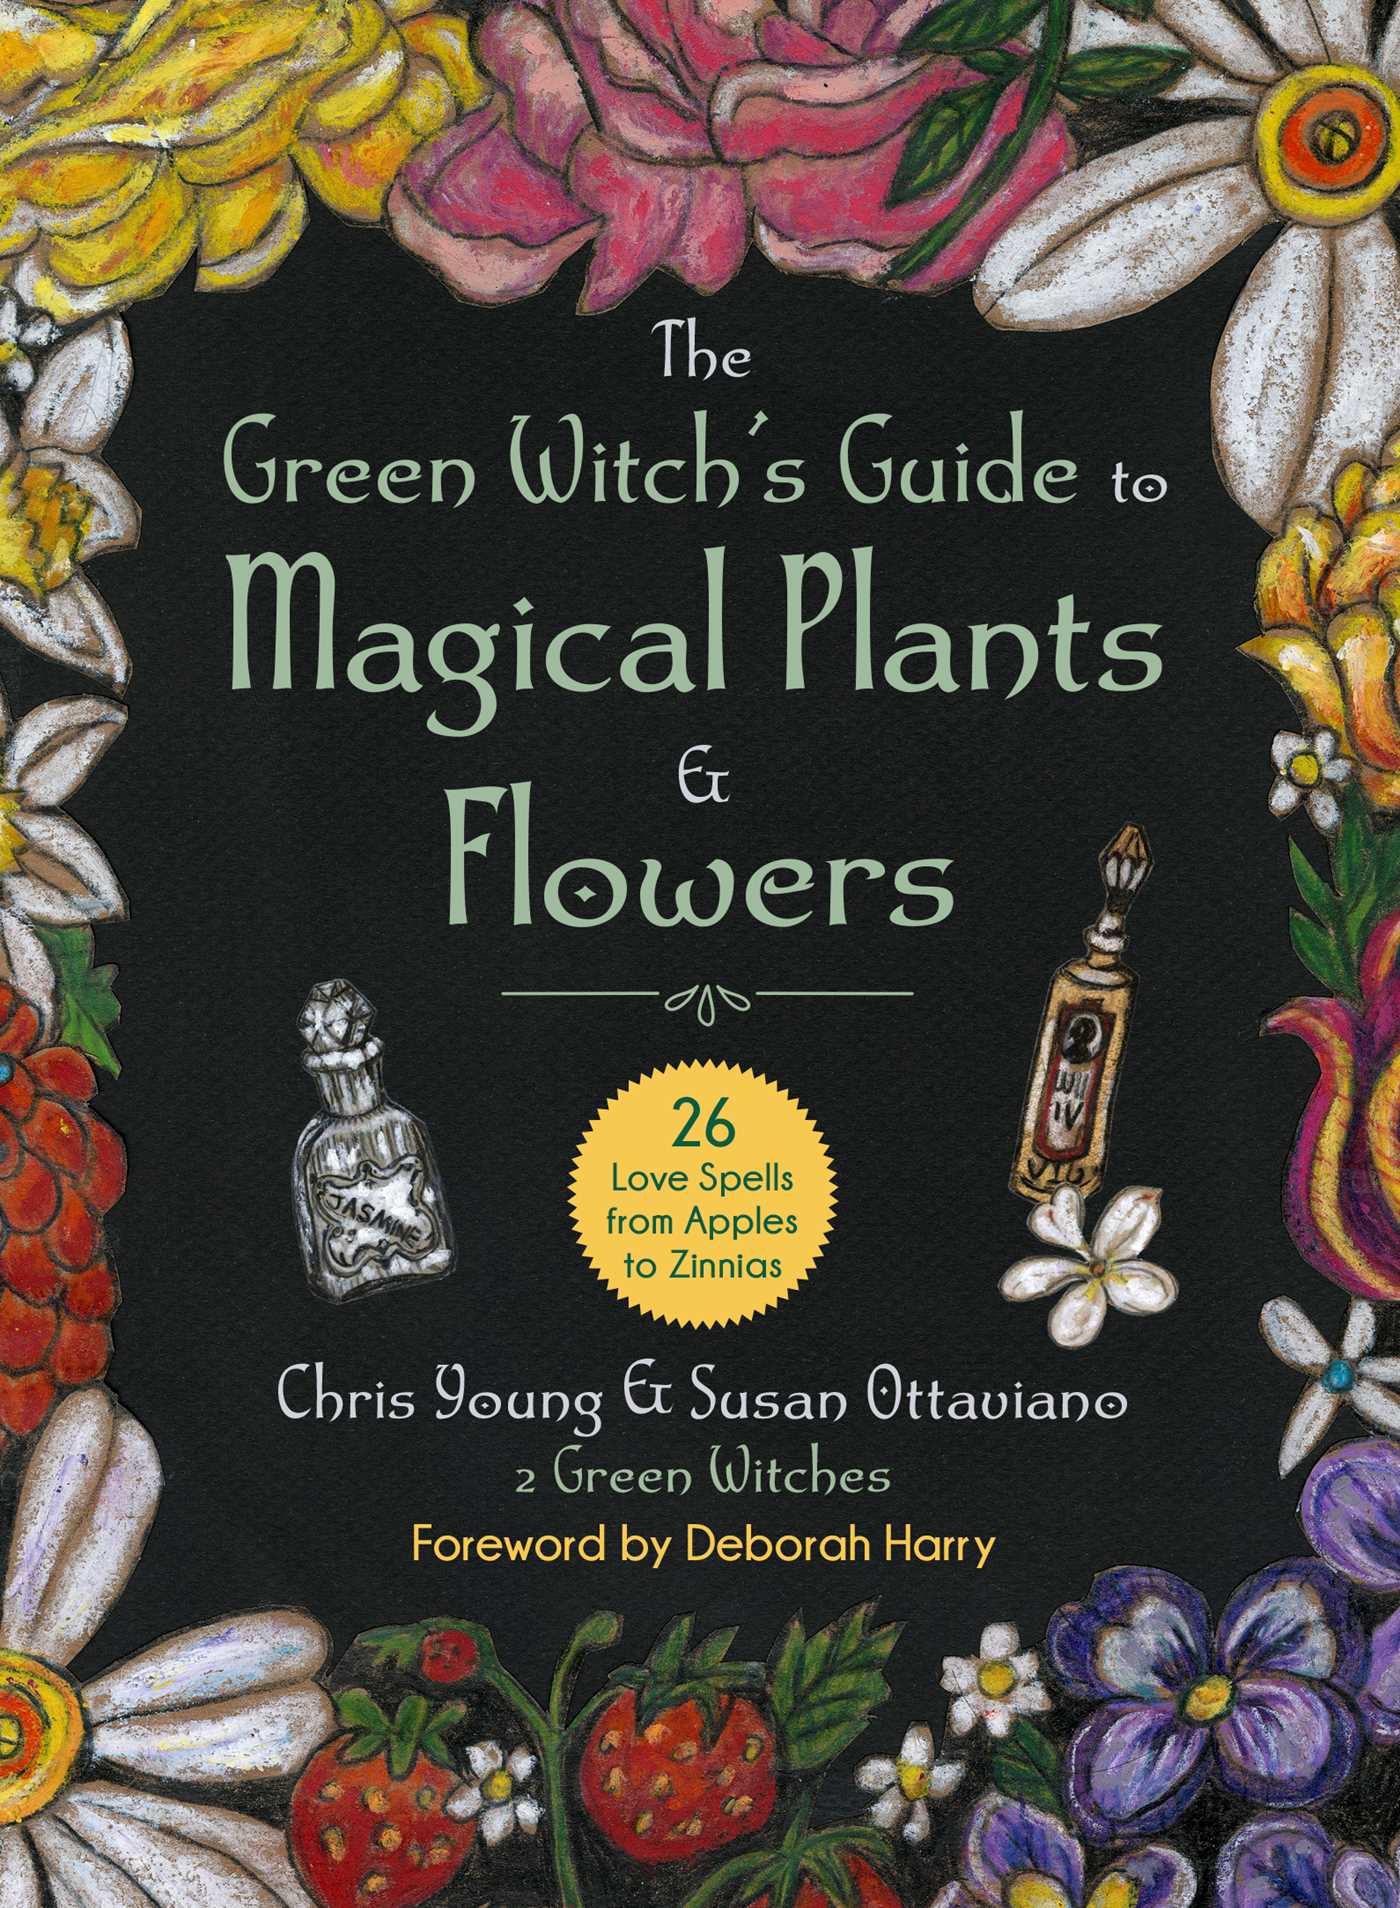 The
Green Witch's Guide to
Magical Plants
&
Flowers
26
Love Spells
from Apples
to Zinnias
JASMINE
Chris Young & Susan Ottaviano
2 Green Witches
Foreword by Deborah Harry